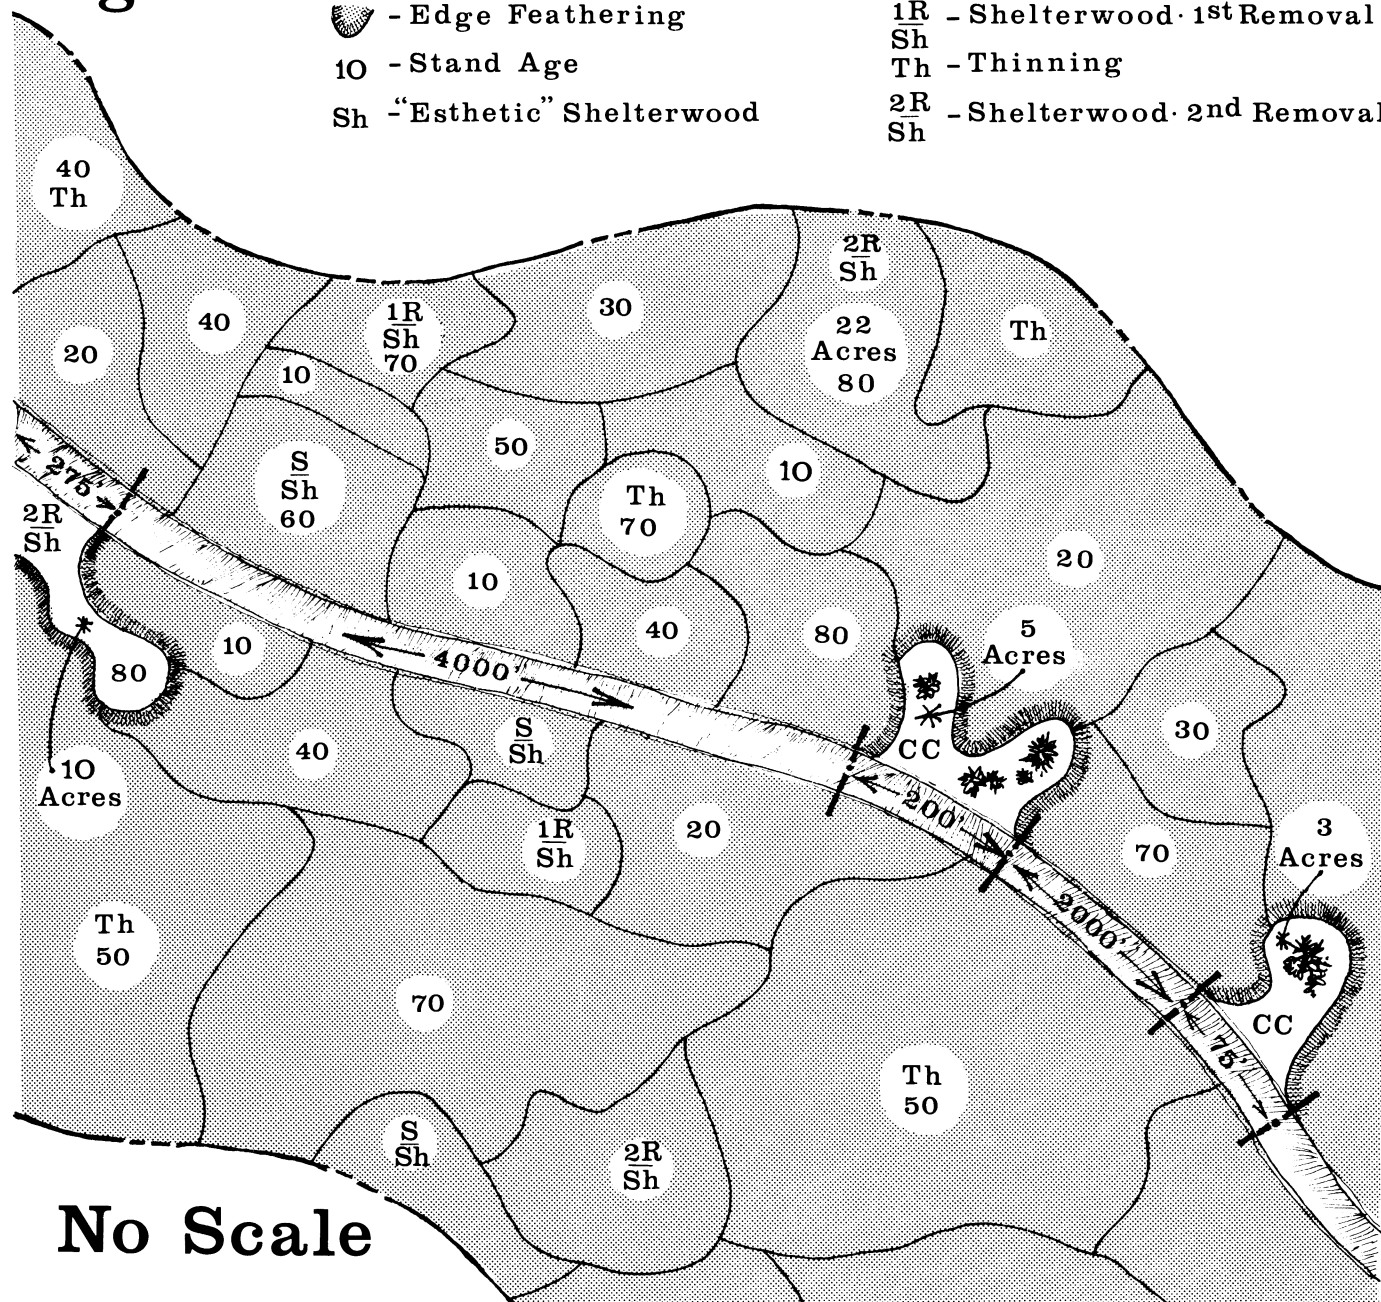 - Edge Feathering
10 - Stand Age
Sh - "Esthetic" Shelterwood
1R
Sh - Shelterwood · 1st Removal
Th - Thinning
2R
Sh - Shelterwood · 2nd Removal
40
Th
20
40
1R
Sh
70
10
30
2R
Sh
22
Acres
80
Th
50
S
Sh
60
Th
70
10
275'
2R
Sh
10
20
80
10
40
80
5
Acres
4000'
10
Acres
40
S
Sh
CC
30
200'
1R
Sh
20
70
3
Acres
Th
50
2000'
70
CC
75'
Th
50
S
Sh
2R
Sh
No Scale